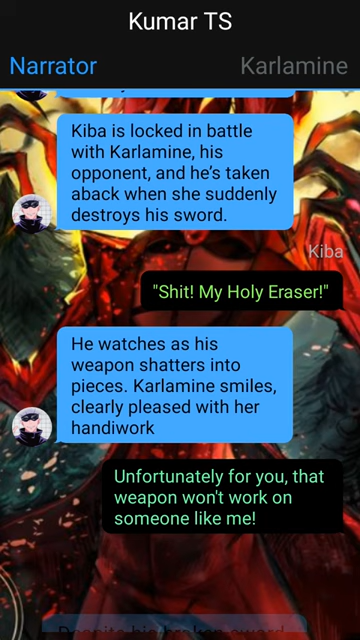 Kumar TS
Narrator
Karlamine
Kiba is locked in battle
with Karlamine, his
opponent, and he's taken
aback when she suddenly
destroys his sword.
Kiba
"Shit! My Holy Eraser!"
He watches as his
weapon shatters into
pieces. Karlamine smiles,
clearly pleased with her
handiwork
Unfortunately for you, that
weapon won't work on
someone like me!